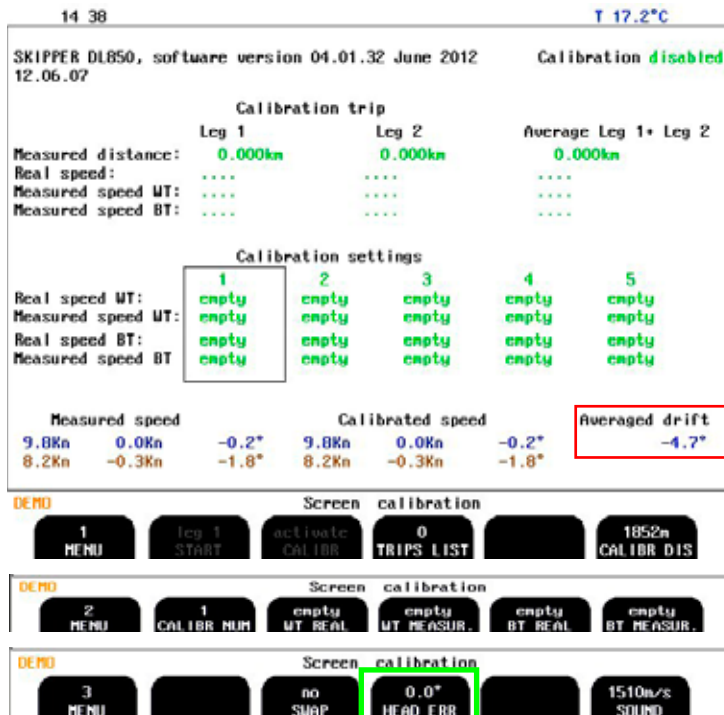 14 38 T 17.2°C
SKIPPER DL850, software version 04.01.32 June 2012 Calibration disabled
12.06.07
Calibration trip
Leg 1 Leg 2 Average Leg 1+ Leg 2
Measured distance: 0.000km 0.000km 0.000km
Real speed: .... .... ....
Measured speed WT: .... .... ....
Measured speed BT: .... .... ....
Calibration settings
1 2 3 4 5
Real speed WT: empty empty empty empty empty
Measured speed WT: empty empty empty empty empty
Real speed BT: empty empty empty empty empty
Measured speed BT empty empty empty empty empty
Measured speed Calibrated speed Averaged drift
9.8Kn 0.0Kn -0.2° 9.8Kn 0.0Kn -0.2° -4.7°
8.2Kn -0.3Kn -1.8° 8.2Kn -0.3Kn -1.8°
DEMO Screen calibration
1 leg 1 activate 0 1852m
MENU START CALIBR TRIPS LIST CALIBR DIS
DEMO Screen calibration
2 1 empty empty empty empty
MENU CALIBR NUM WT REAL WT MEASUR. BT REAL BT MEASUR.
DEMO Screen calibration
3 no 0.0° 1510m/s
MENU SWAP HEAD ERR SOUND